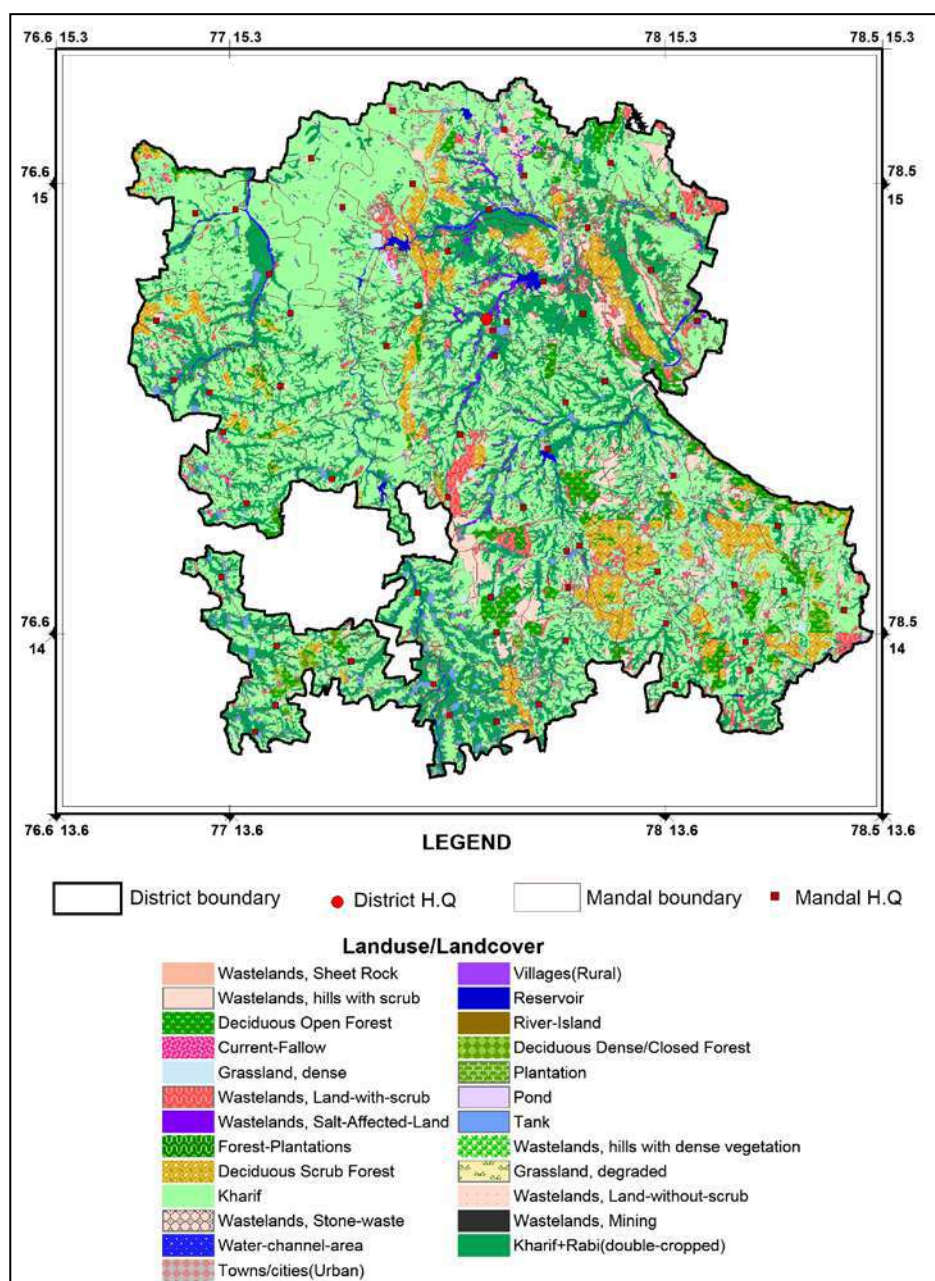 76.6 15.3 77 15.3 78 15.3 78.5 15.3
76.6 78.5
15 15
76.6 78.5
14 14
76.6 13.6 77 13.6 78 13.6 78.5 13.6
LEGEND
District boundary District H.Q Mandal boundary Mandal H.Q
Landuse/Landcover
Wastelands, Sheet Rock Villages(Rural)
Wastelands, hills with scrub Reservoir
Deciduous Open Forest River-Island
Current-Fallow Deciduous Dense/Closed Forest
Grassland, dense Plantation
Wastelands, Land-with-scrub Pond
Wastelands, Salt-Affected-Land Tank
Forest-Plantations Wastelands, hills with dense vegetation
Deciduous Scrub Forest Grassland, degraded
Kharif Wastelands, Land-without-scrub
Wastelands, Stone-waste Wastelands, Mining
Water-channel-area Kharif+Rabi(double-cropped)
Towns/cities(Urban)